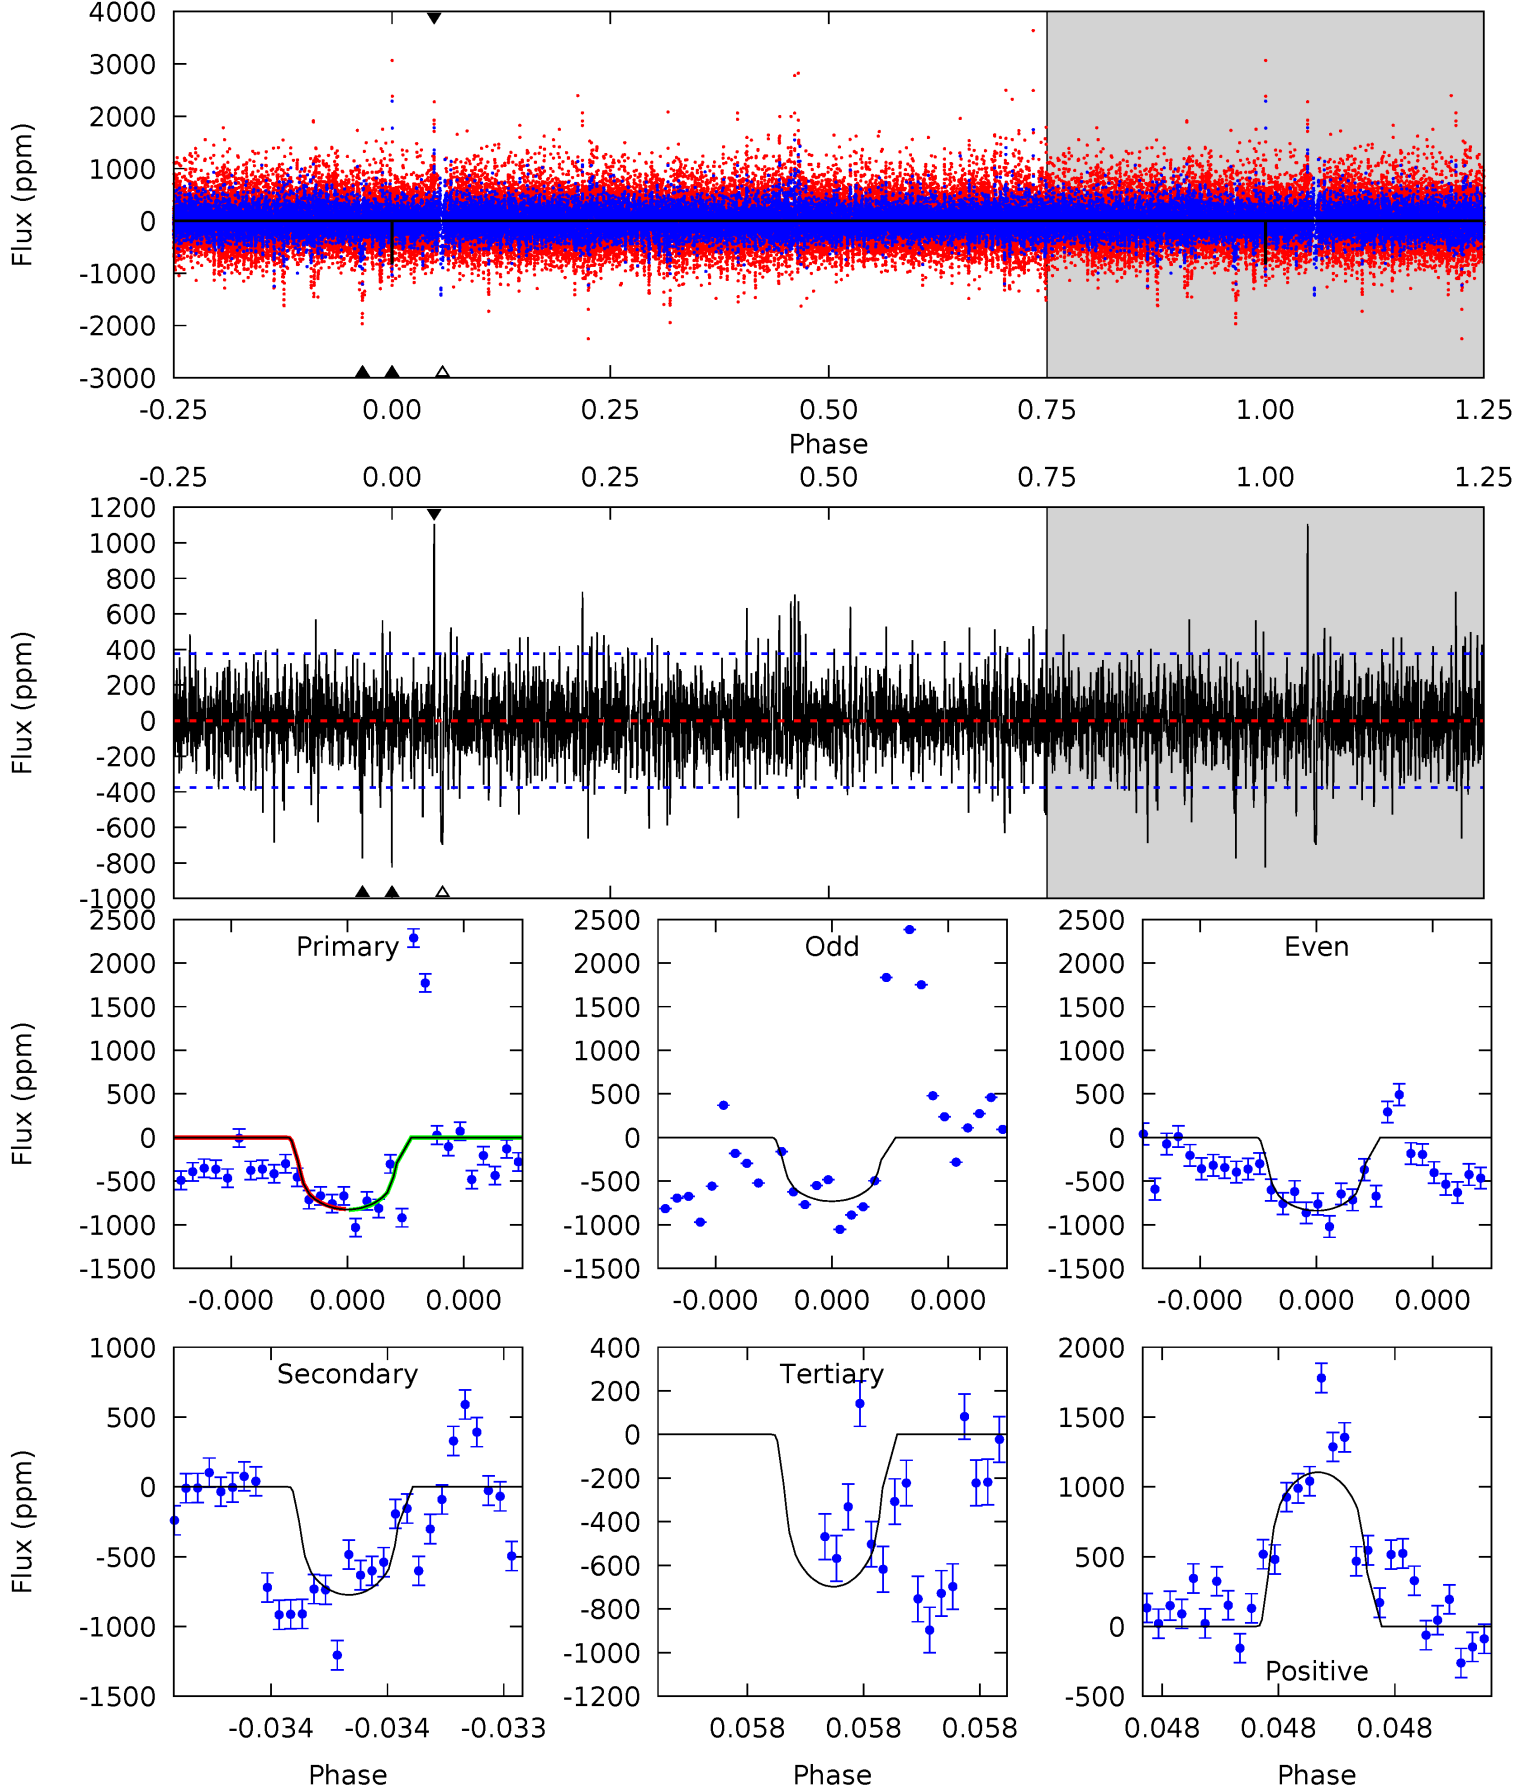 4000
3000
2000
1000
0
-1000
-2000
-3000
Flux (ppm)
-0.25 0.00 0.25 0.50 0.75 1.00 1.25
Phase
-0.25 0.00 0.25 0.50 0.75 1.00 1.25
1200
1000
800
600
400
200
0
-200
-400
-600
-800
-1000
Flux (ppm)
Primary Odd Even
2500 2500 2500
2000 2000 2000
1500 1500 1500
1000 1000 1000
500 500 500
0 0 0
-500 -500 -500
-1000 -1000 -1000
-1500 -1500 -1500
Flux (ppm)
-0.000 0.000 0.000 -0.000 0.000 0.000 -0.000 0.000 0.000
Secondary Tertiary Positive
1000
500
0
-500
-1000
-1500
Flux (ppm)
400
200
0
-200
-400
-600
-800
-1000
-1200
2000
1500
1000
500
0
-500
-0.034 -0.034 -0.033 0.058 0.058 0.058 0.048 0.048 0.048
Phase Phase Phase